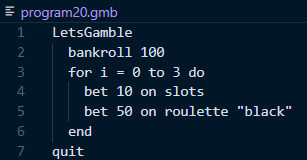 program20.gmb
1 LetsGamble
2 bankroll 100
3 for i = 0 to 3 do
4 bet 10 on slots
5 bet 50 on roulette "black"
6 end
7 quit